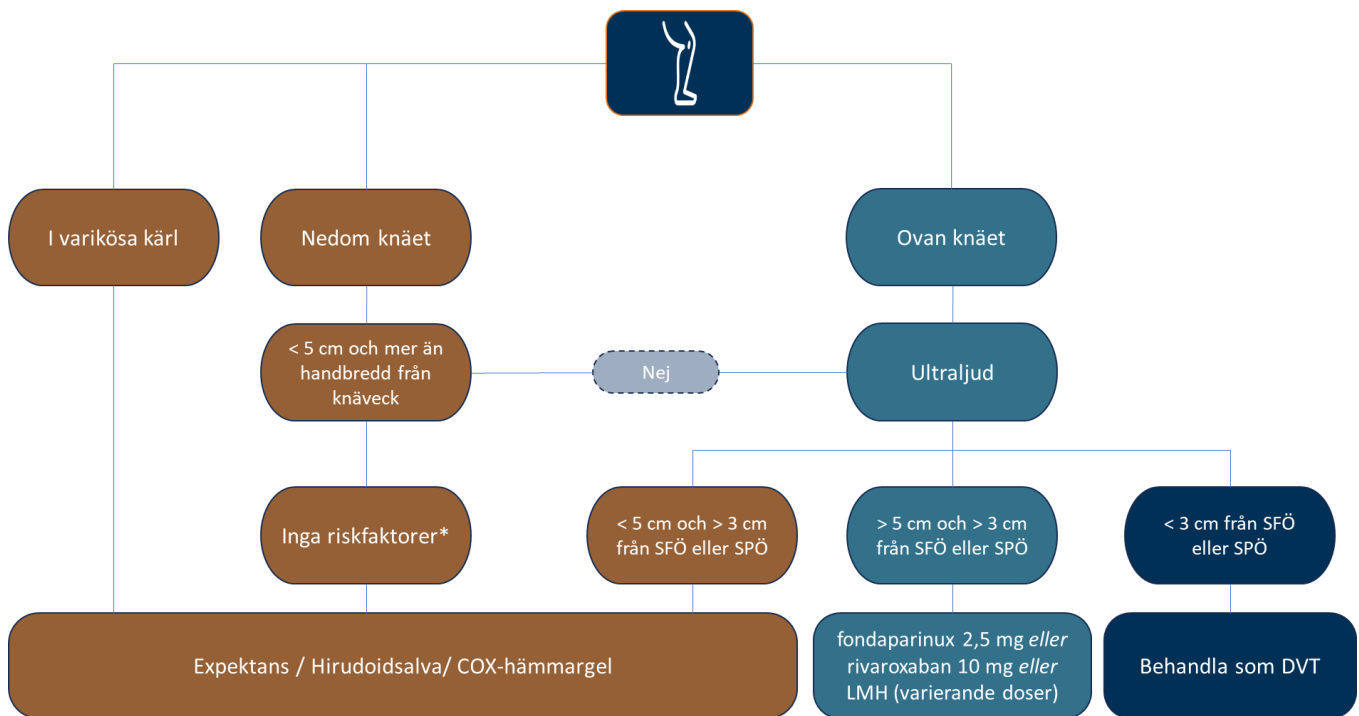 I varikösa kärl
Nedom knäet
Ovan knäet
< 5 cm och mer än
handbredd från
knäveck
Nej
Ultraljud
Inga riskfaktorer*
< 5 cm och > 3 cm
från SFÖ eller SPÖ
> 5 cm och > 3 cm
från SFÖ eller SPÖ
< 3 cm från SFÖ
eller SPÖ
Expektans / Hirudoidsalva/ COX-hämmargel
fondaparinux 2,5 mg eller
rivaroxaban 10 mg eller
LMH (varierande doser)
Behandla som DVT